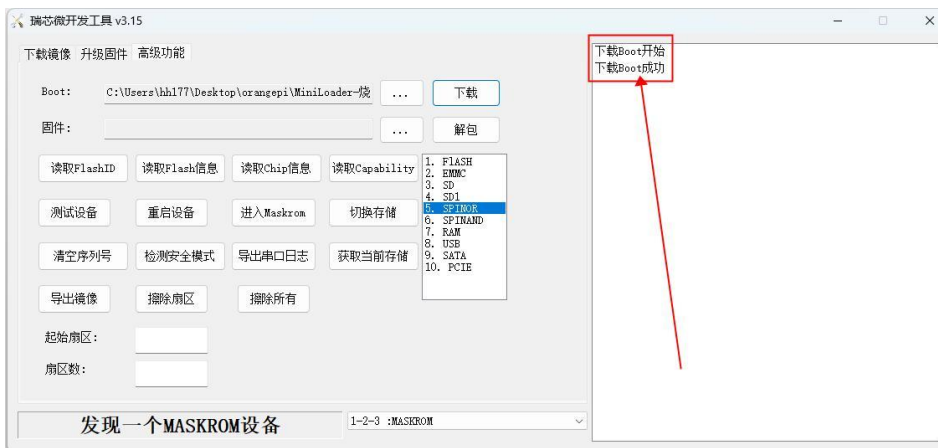 瑞芯微开发工具 v3.15
下载镜像 升级固件 高级功能
Boot: C:\Users\hh177\Desktop\orangepi\MiniLoader-烧 ... 下载
固件: ... 解包
读取FlashID 读取Flash信息 读取Chip信息 读取Capability
测试设备 重启设备 进入Maskrom 切换存储
清空序列号 检测安全模式 导出串口日志 获取当前存储
导出镜像 擦除扇区 擦除所有
起始扇区:
扇区数:
1. FlASH
2. EMMC
3. SD
4. SD1
5. SPINOR
6. SPINAND
7. RAM
8. USB
9. SATA
10. PCIE
下载Boot开始
下载Boot成功
发现一个MASKROM设备
1-2-3 :MASKROM